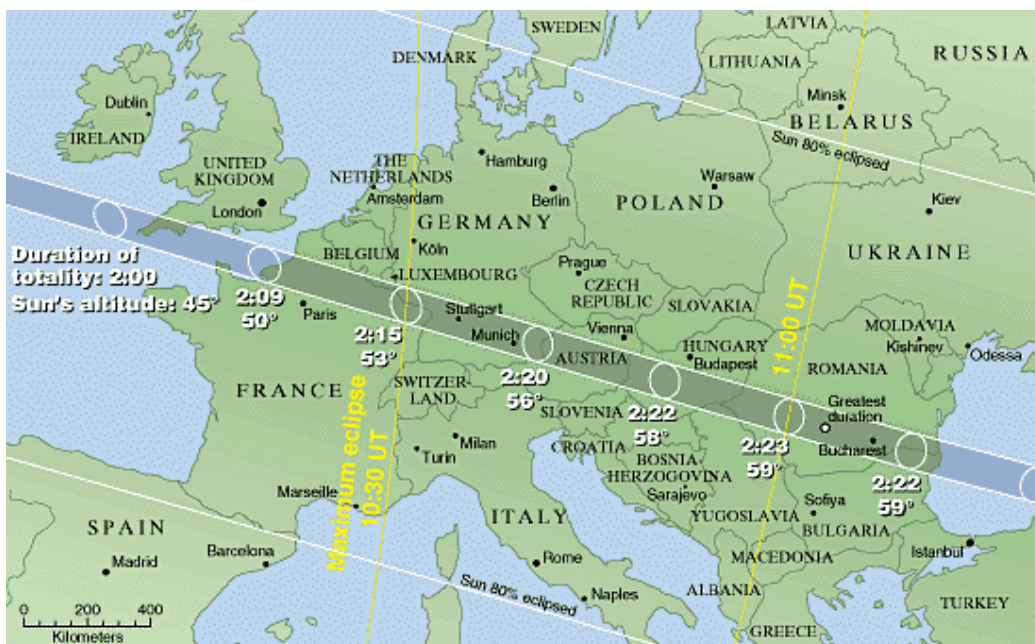 SWEDEN
LATVIA
RUSSIA
DENMARK
LITHUANIA
Dublin
Minsk
IRELAND
BELARUS
Sun 80% eclipsed
UNITED
KINGDOM
THE
NETHERLANDS
Hamburg
London
Amsterdam
Berlin
Warsaw
POLAND
Kiev
GERMANY
Köln
BELGIUM
UKRAINE
Duration of
totality: 2:00
Sun's altitude: 45°
LUXEMBOURG
Prague
CZECH
REPUBLIC
SLOVAKIA
2:09
50°
Paris
Stuttgart
2:15
53°
Munich
Vienna
11:00 UT
MOLDAVIA
Kishinev
Odessa
HUNGARY
Budapest
AUSTRIA
ROMANIA
FRANCE
SWITZER-
LAND
2:20
56°
Greatest
duration
SLOVENIA
2:22
58°
CROATIA
2:23
59°
Bucharest
Milan
Turin
BOSNIA-
HERZEGOVINA
Sarajevo
2:22
59°
Maximum eclipse
10:30 UT
Marseille
Sofiya
YUGOSLAVIA
BULGARIA
ITALY
SPAIN
Madrid
Barcelona
Rome
MACEDONIA
Istanbul
Sun 80% eclipsed
Naples
ALBANIA
TURKEY
0 200 400
Kilometers
GREECE